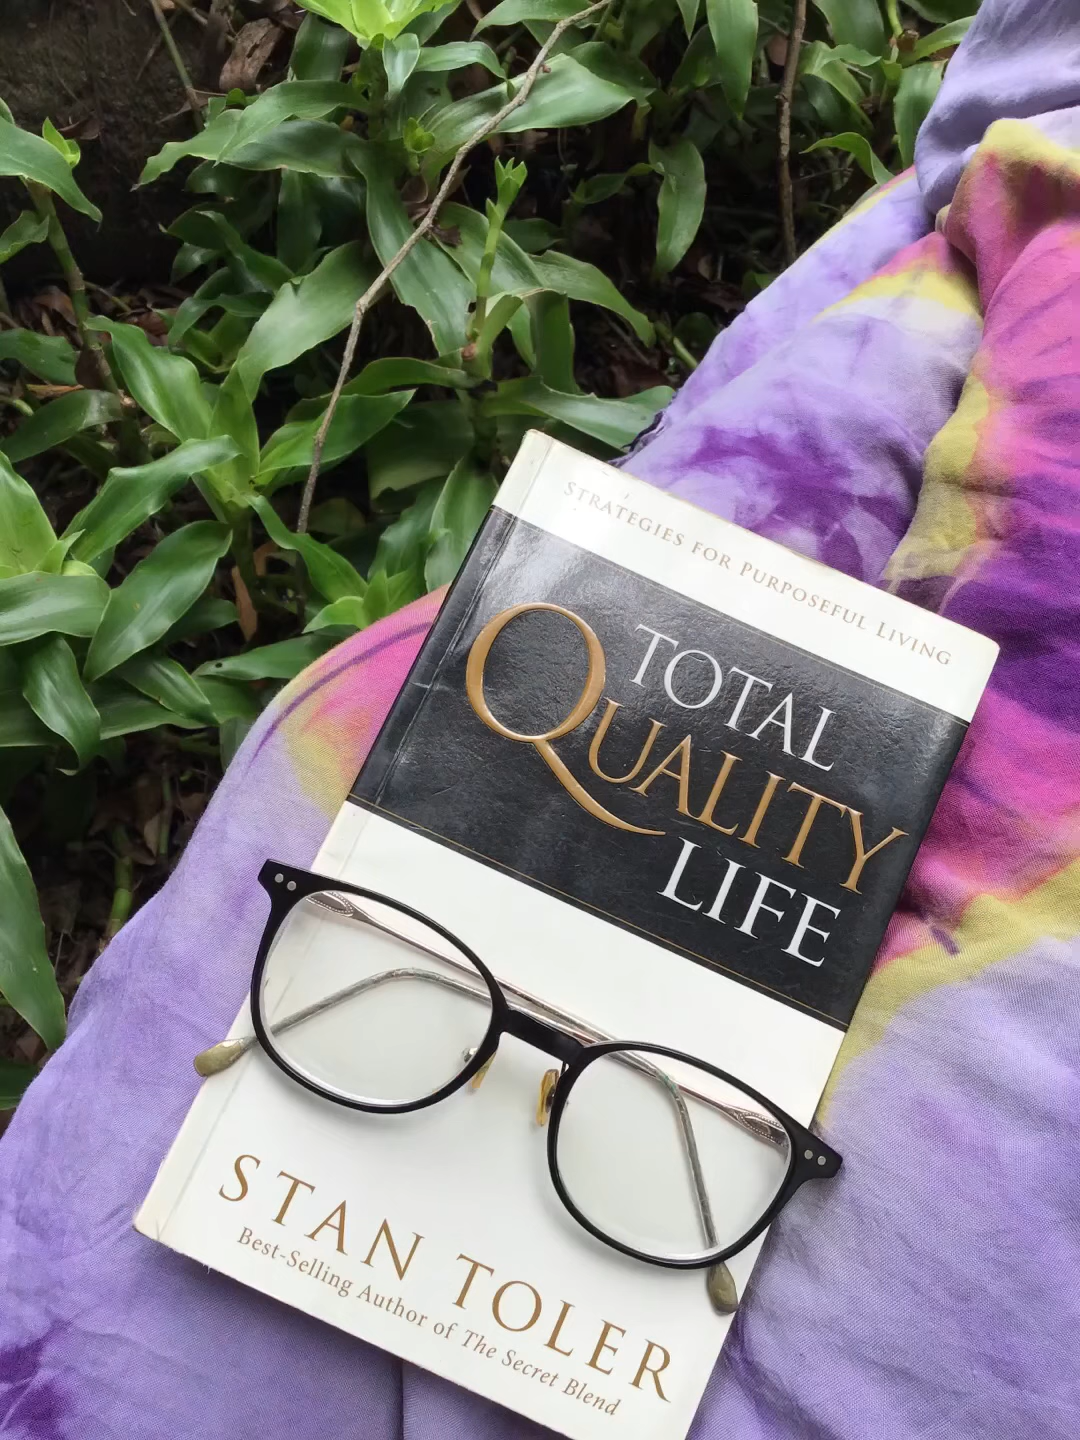 STRATEGIES FOR PURPOSEFUL LIVING
TOTAL
QUALITY
LIFE
STAN TOLER
Best-Selling Author of The Secret Blend